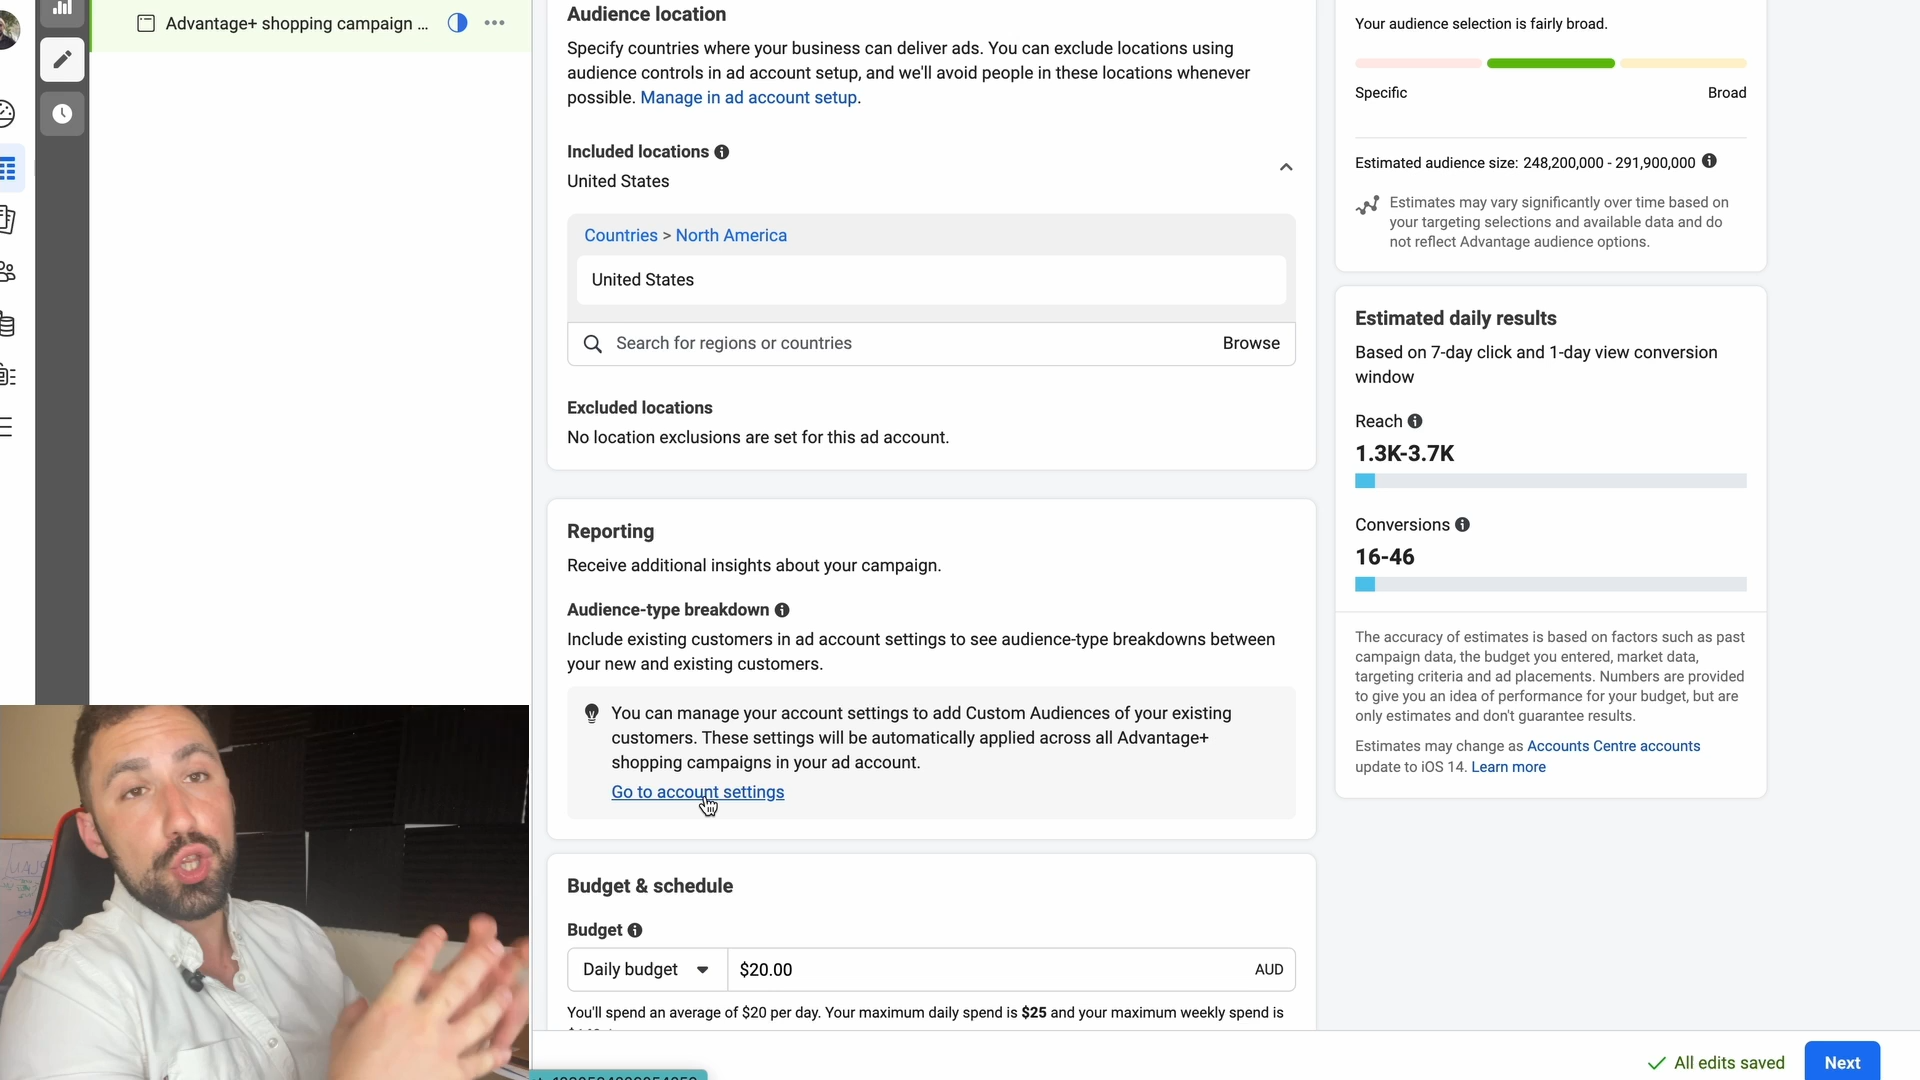 Advantage+ shopping campaign ...
Audience location
Specify countries where your business can deliver ads. You can exclude locations using
audience controls in ad account setup, and we'll avoid people in these locations whenever
possible. Manage in ad account setup.
Included locations
United States
Countries > North America
United States
Search for regions or countries
Browse
Excluded locations
No location exclusions are set for this ad account.
Reporting
Receive additional insights about your campaign.
Audience-type breakdown
Include existing customers in ad account settings to see audience-type breakdowns between
your new and existing customers.
You can manage your account settings to add Custom Audiences of your existing
customers. These settings will be automatically applied across all Advantage+
shopping campaigns in your ad account.
Go to account settings
Budget & schedule
Budget
Daily budget
$20.00
AUD
You'll spend an average of $20 per day. Your maximum daily spend is $25 and your maximum weekly spend is
Your audience selection is fairly broad.
Specific
Broad
Estimated audience size: 248,200,000 - 291,900,000
Estimates may vary significantly over time based on
your targeting selections and available data and do
not reflect Advantage audience options.
Estimated daily results
Based on 7-day click and 1-day view conversion
window
Reach
1.3K-3.7K
Conversions
16-46
The accuracy of estimates is based on factors such as past
campaign data, the budget you entered, market data,
targeting criteria and ad placements. Numbers are provided
to give you an idea of performance for your budget, but are
only estimates and don't guarantee results.
Estimates may change as Accounts Centre accounts
update to iOS 14. Learn more
All edits saved
Next